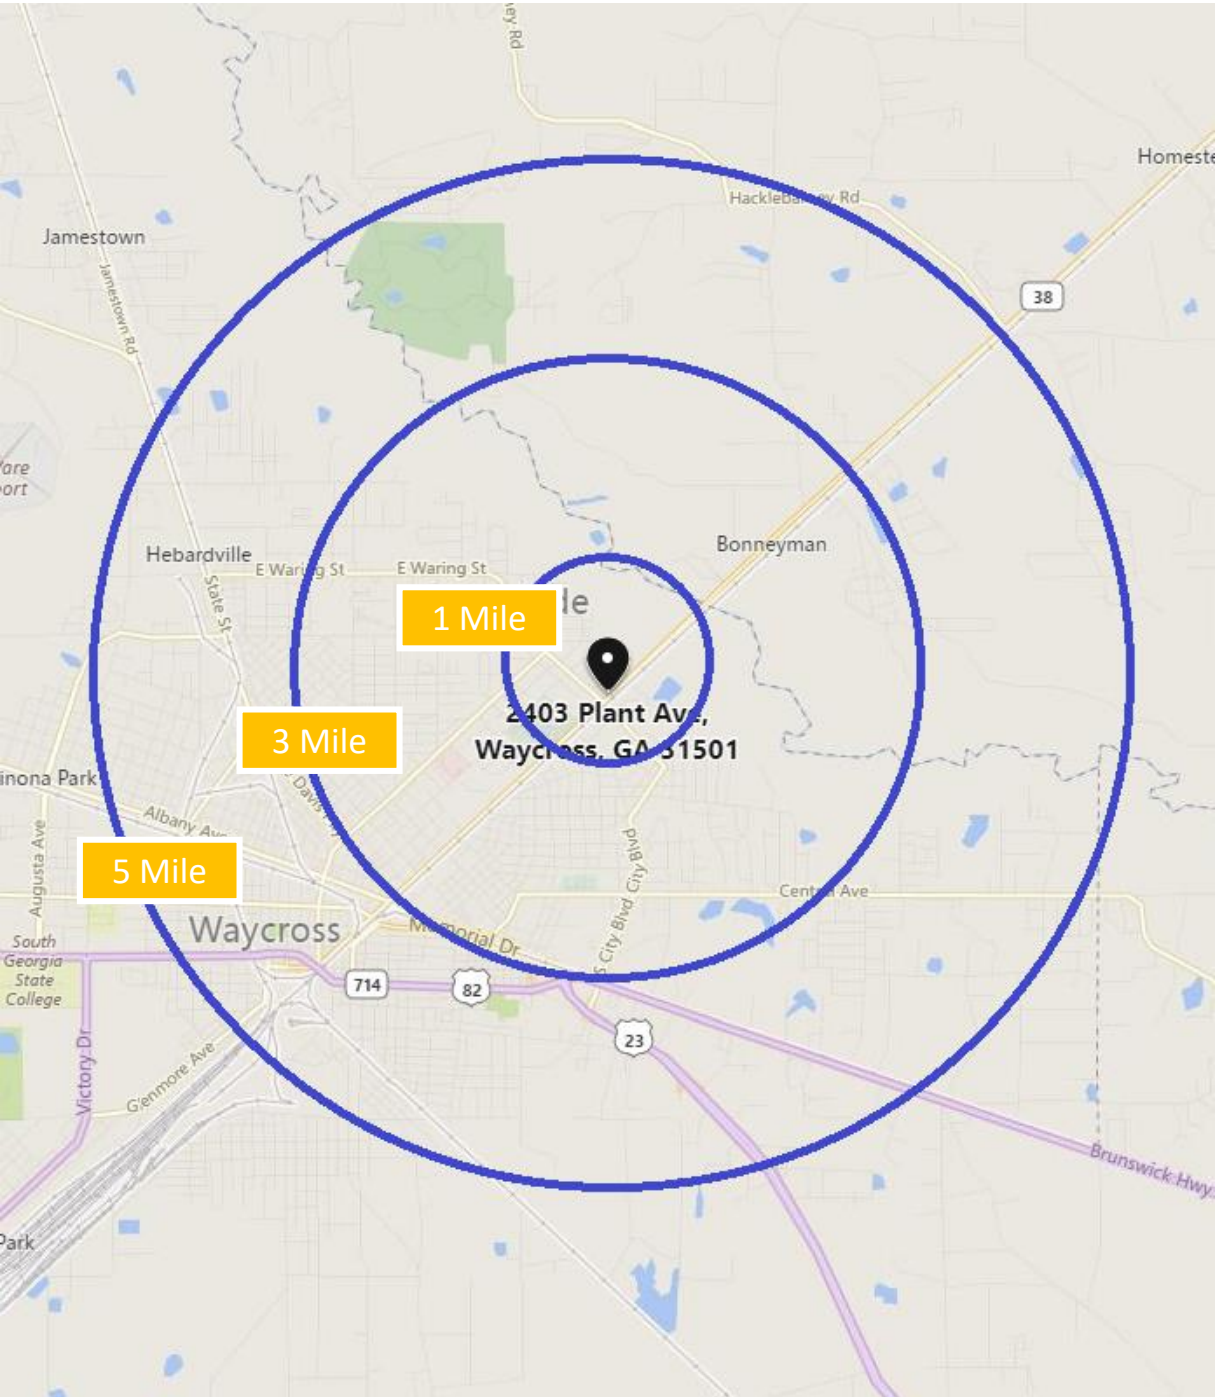 Hacklebarney Rd
Homeste
Jamestown
Jamestown Rd
38
Bonneyman
Hebardville
E Waring St
E Waring St
State St
1 Mile
2403 Plant Ave,
Waycross, GA 31501
3 Mile
5 Mile
inona Park
Albany Ave
Augusta Ave
S City Blvd City Blvd
Central Ave
Waycross
Memorial Dr
South
Georgia
State
College
714
82
23
Victory Dr
Glenmore Ave
Brunswick Hwy
Park